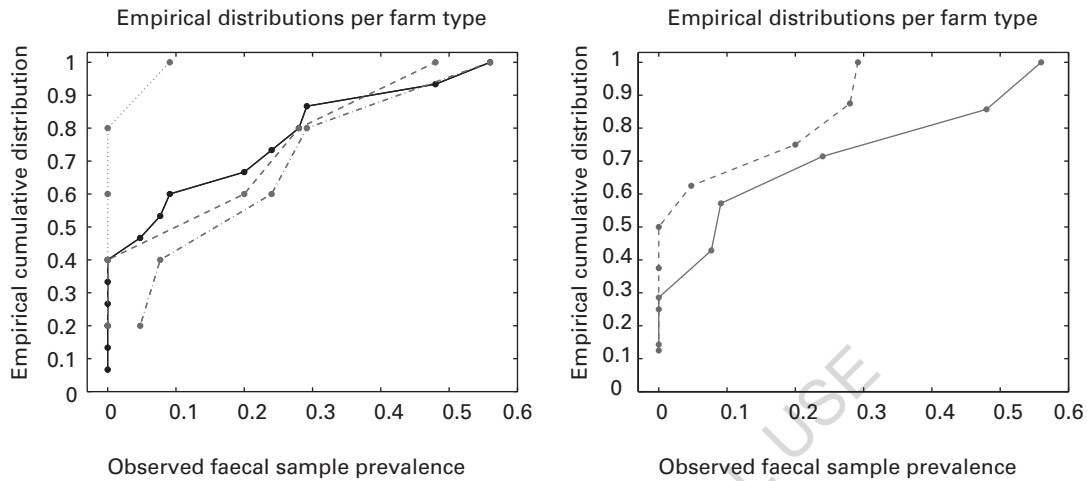 Empirical distributions per farm type
Empirical cumulative distribution
1
0.9
0.8
0.7
0.6
0.5
0.4
0.3
0.2
0.1
0
0 0.1 0.2 0.3 0.4 0.5 0.6
Observed faecal sample prevalence
Empirical distributions per farm type
Empirical cumulative distribution
1
0.9
0.8
0.7
0.6
0.5
0.4
0.3
0.2
0.1
0
0 0.1 0.2 0.3 0.4 0.5 0.6
Observed faecal sample prevalence
USE